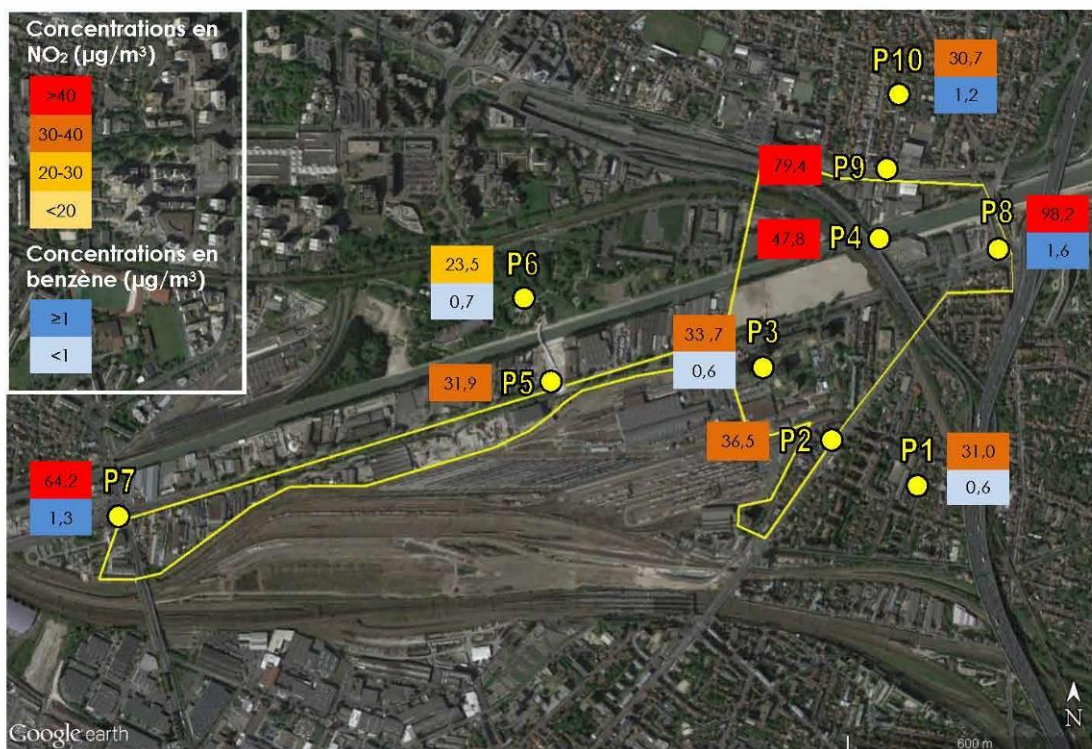 Concentrations en
NO₂ (µg/m³)
>40
30-40
20-30
<20
Concentrations en
benzène (µg/m³)
≥1
<1
P10
30,7
1,2
79,4
P9
P8
98,2
1,6
47,8
P4
23,5
P6
0,7
33,7
P3
0,6
31,9
P5
36,5
P2
P1
31,0
0,6
64,2
P7
1,3
Google earth
N
600 m